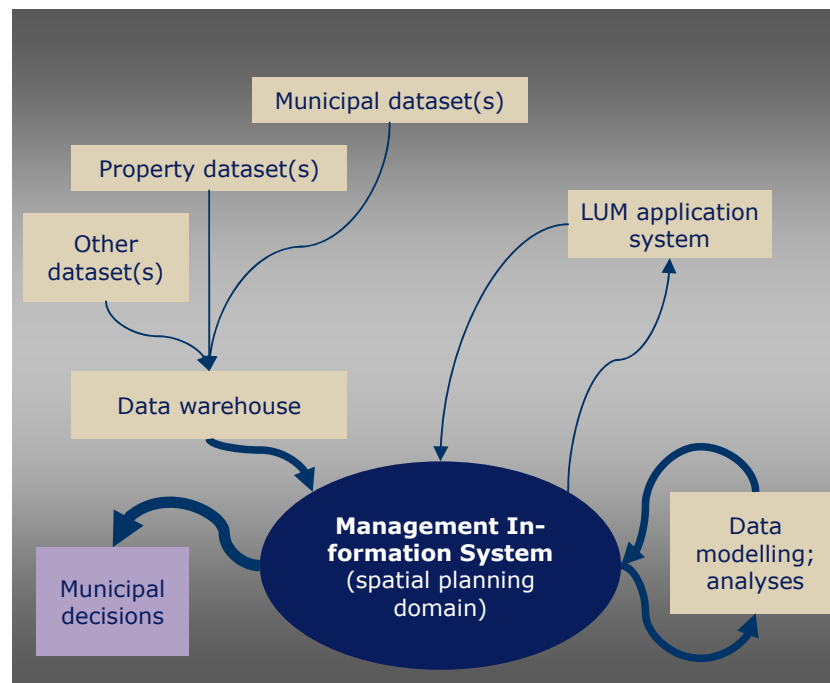 Municipal dataset(s)
Property dataset(s)
Other
dataset(s)
LUM application
system
Data warehouse
Management In-
formation System
(spatial planning
domain)
Data
modelling;
analyses
Municipal
decisions